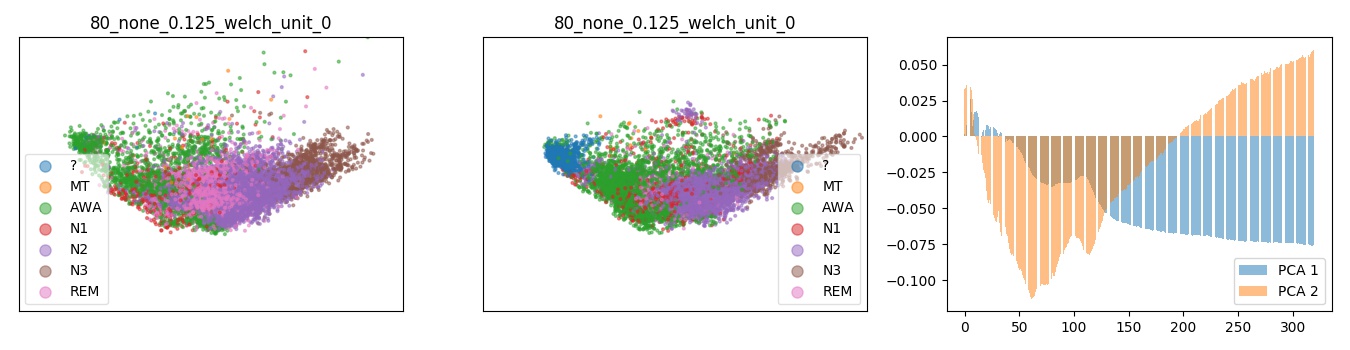 80_none_0.125_welch_unit_0
?
MT
AWA
N1
N2
N3
REM
80_none_0.125_welch_unit_0
?
MT
AWA
N1
N2
N3
REM
0.050
0.025
0.000
−0.025
−0.050
−0.075
−0.100
0 50 100 150 200 250 300
PCA 1
PCA 2